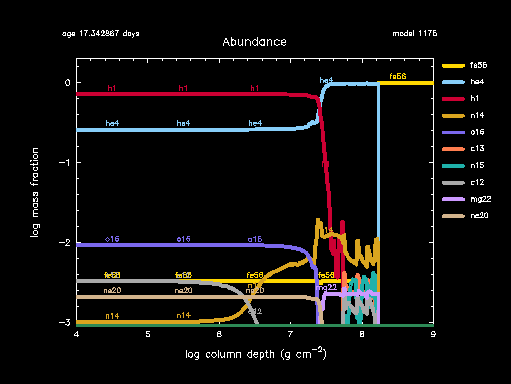 age 17.342867 days
model 1176
Abundance
fe56
he4
h1
n14
o16
c13
n15
c12
mg22
ne20
he4
fe56
h1 h1 h1
he4 he4 he4
o16 o16 o16
fe56 fe56 fe56 fe56
ne20 ne20 ne20 mg22
n14 n14
c12
0
−1
−2
−3
4 5 6 7 8 9
log mass fraction
log column depth (g cm−2)